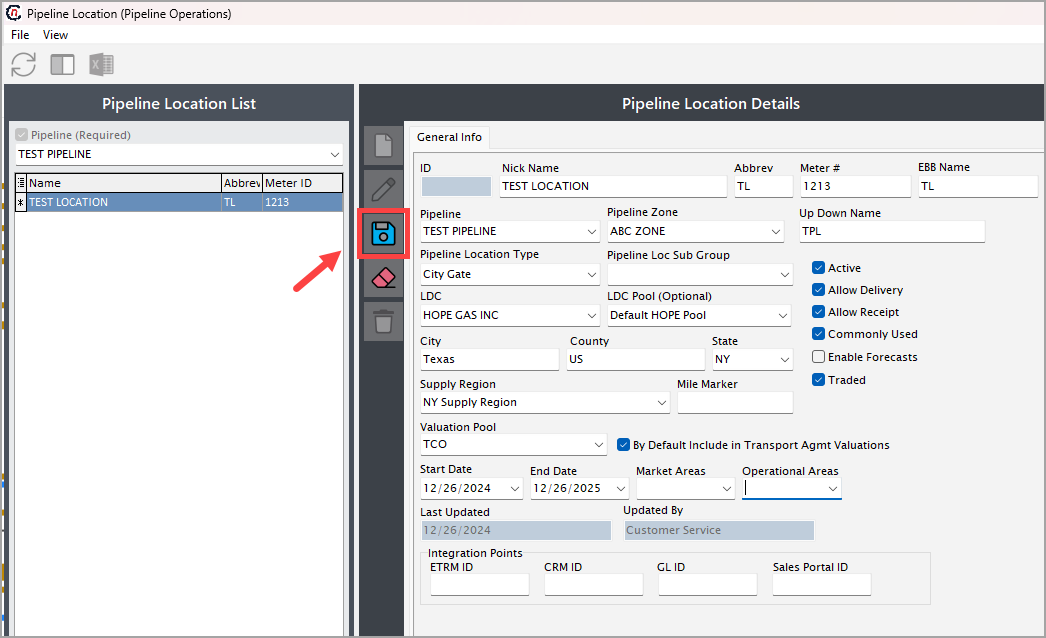 Pipeline Location (Pipeline Operations)
File View
Pipeline Location List
Pipeline (Required)
TEST PIPELINE
Name Abbrev Meter ID
TEST LOCATION TL 1213
Pipeline Location Details
General Info
ID Nick Name Abbrev Meter # EBB Name
TEST LOCATION TL 1213 TL
Pipeline Pipeline Zone Up Down Name
TEST PIPELINE ABC ZONE TPL
Pipeline Location Type Pipeline Loc Sub Group
City Gate
Active
Allow Delivery
LDC LDC Pool (Optional)
HOPE GAS INC Default HOPE Pool
Allow Receipt
Commonly Used
City County State
Texas US NY
Enable Forecasts
Traded
Supply Region Mile Marker
NY Supply Region
Valuation Pool
TCO
By Default Include in Transport Agmt Valuations
Start Date End Date Market Areas Operational Areas
12/26/2024 12/26/2025
Last Updated Updated By
12/26/2024 Customer Service
Integration Points
ETRM ID CRM ID GL ID Sales Portal ID